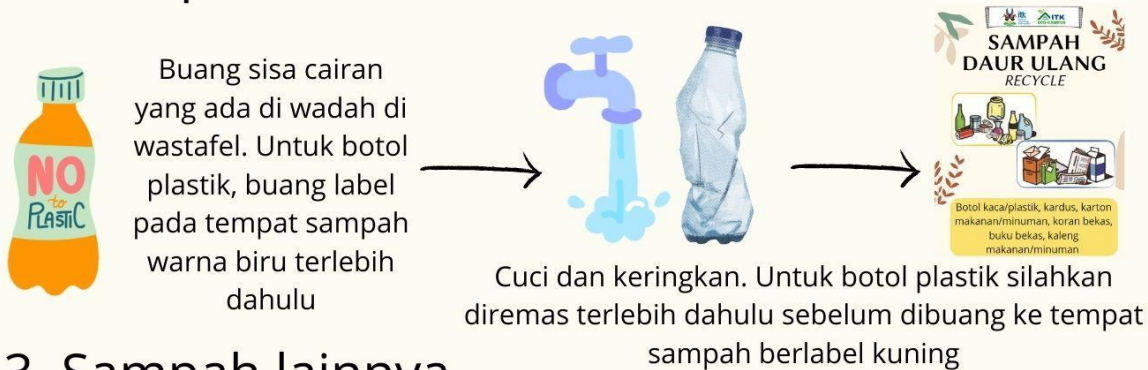 Buang sisa cairan
yang ada di wadah di
wastafel. Untuk botol
plastik, buang label
pada tempat sampah
warna biru terlebih
dahulu
NO
to
PLASTIC
ITK
SAMPAH
DAUR ULANG
RECYCLE
Botol kaca/plastik, kardus, karton
makanan/minuman, koran bekas,
buku bekas, kaleng
makanan/minuman
Cuci dan keringkan. Untuk botol plastik silahkan
diremas terlebih dahulu sebelum dibuang ke tempat
sampah berlabel kuning
3. Sampah lainnya